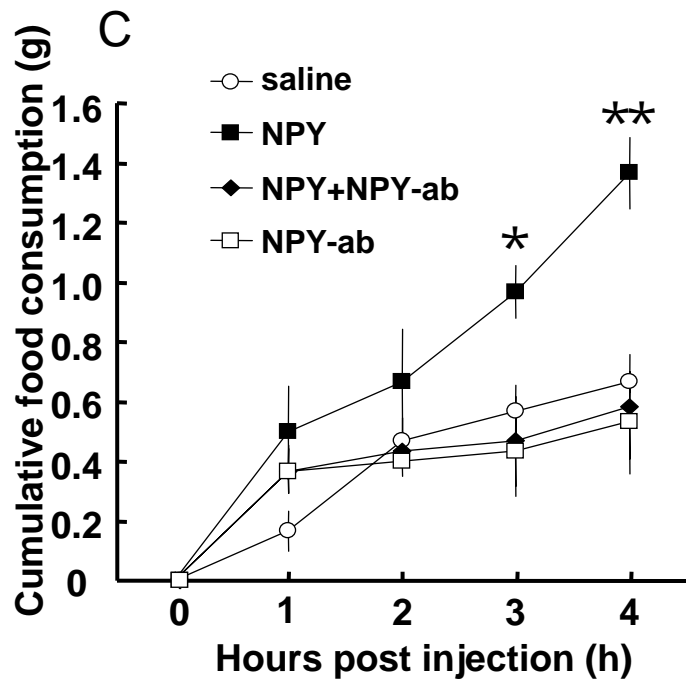 C
Cumulative food consumption (g)
saline
NPY
NPY+NPY-ab
NPY-ab
1.6
1.4
1.2
1.0
0.8
0.6
0.4
0.2
0
**
*
0 1 2 3 4
Hours post injection (h)